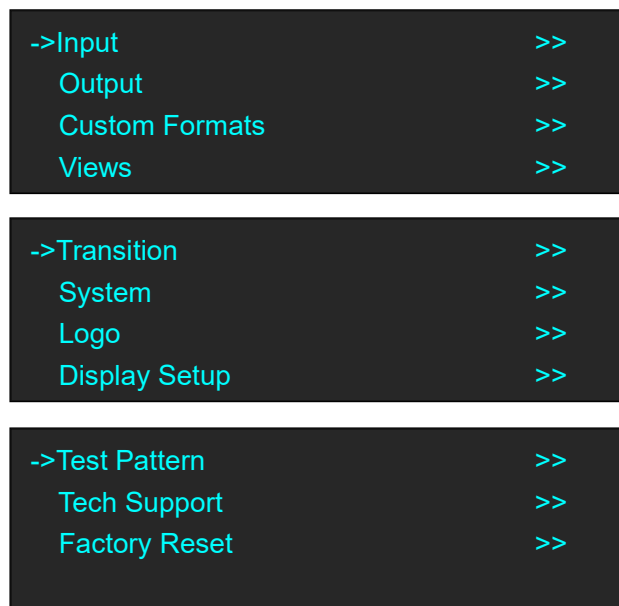 ->Input >>
Output >>
Custom Formats >>
Views >>
->Transition >>
System >>
Logo >>
Display Setup >>
->Test Pattern >>
Tech Support >>
Factory Reset >>